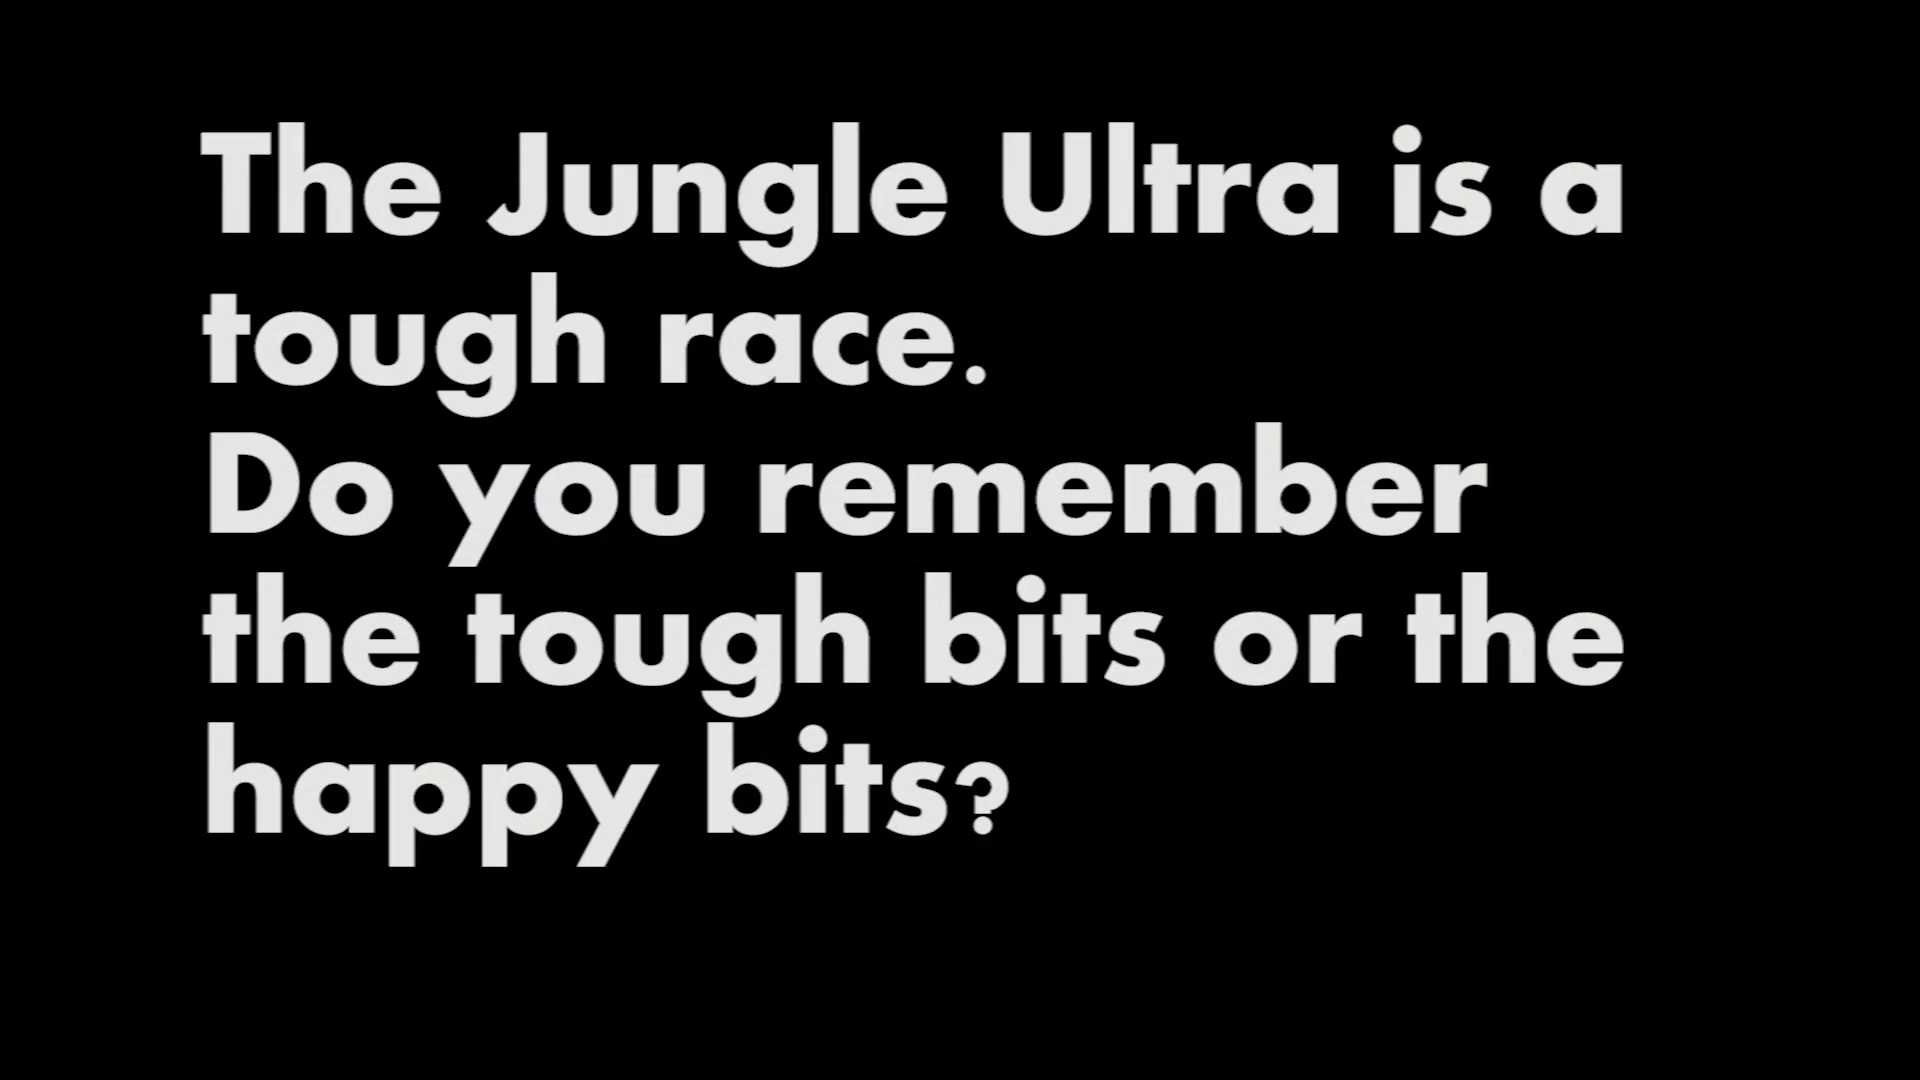 The Jungle Ultra is a
tough race.
Do you remember
the tough bits or the
happy bits?